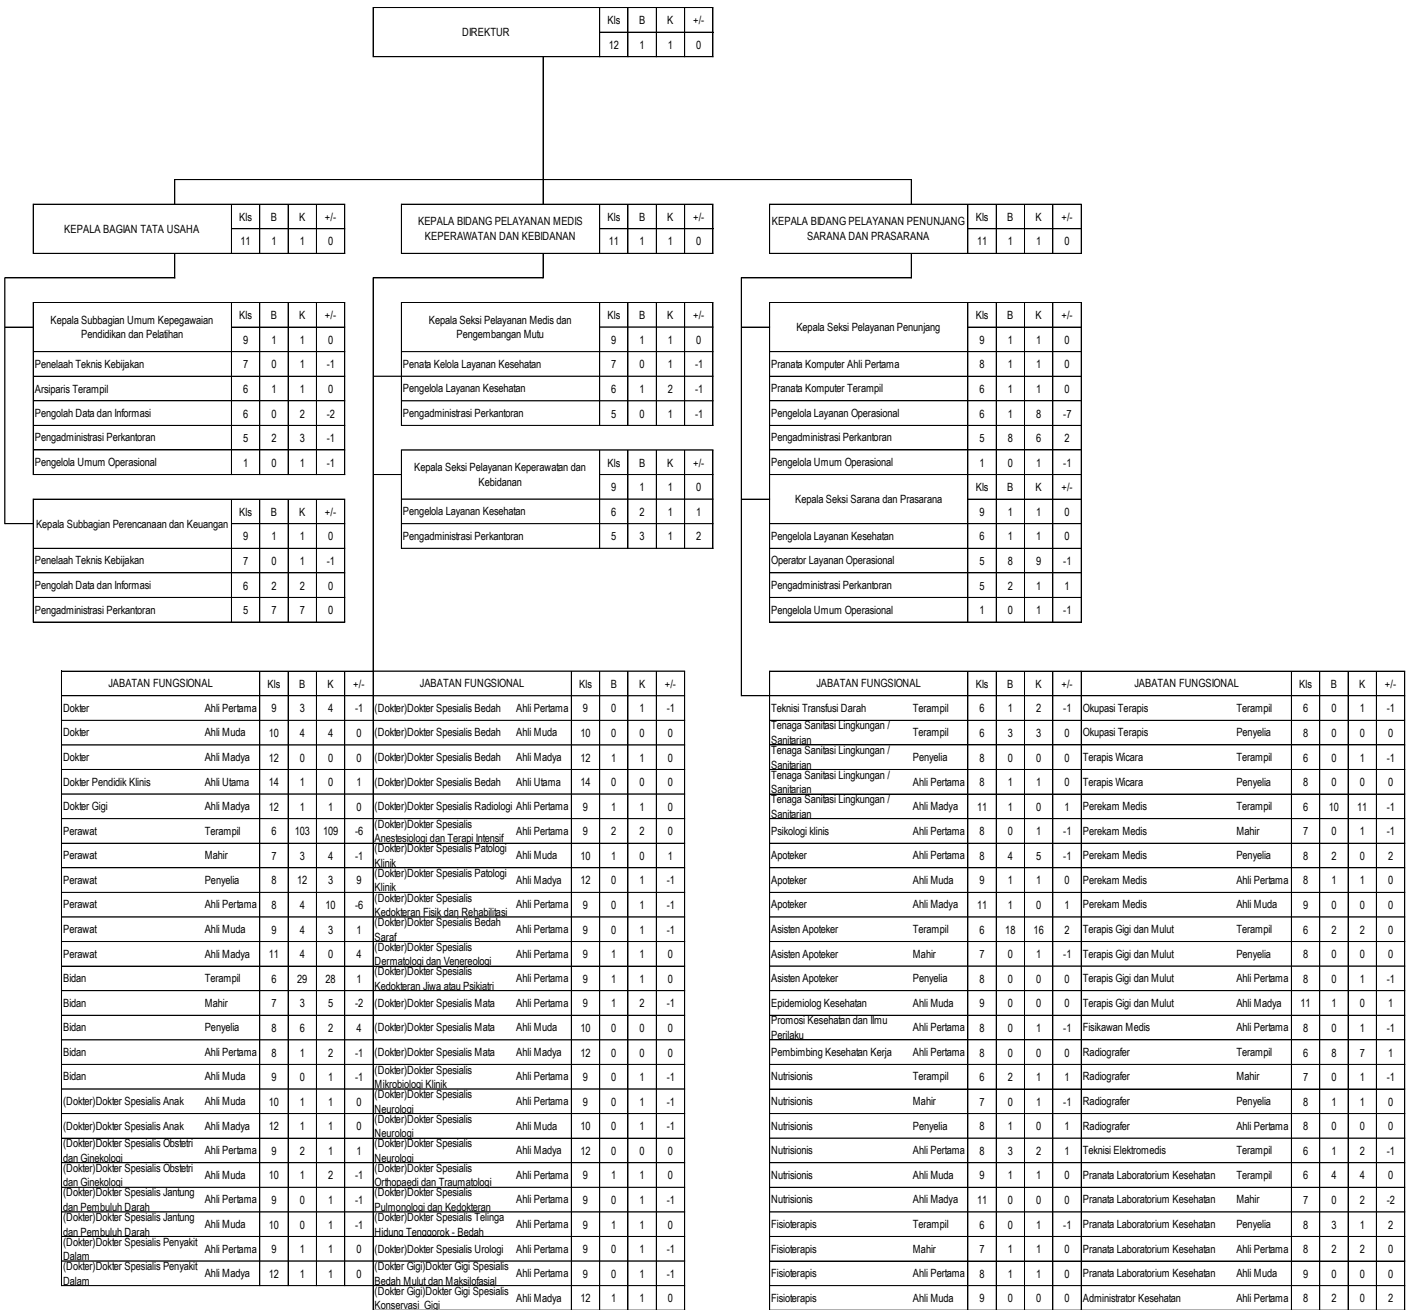 DIREKTUR Kls B K +/-
12 1 1 0
KEPALA BAGIAN TATA USAHA Kls B K +/-
11 1 1 0
KEPALA BIDANG PELAYANAN MEDIS
KEPERAWATAN DAN KEBIDANAN Kls B K +/-
11 1 1 0
KEPALA BIDANG PELAYANAN PENUNJANG
SARANA DAN PRASARANA Kls B K +/-
11 1 1 0
Kepala Subbagian Umum Kepegawaian
Pendidikan dan Pelatihan Kls B K +/-
9 1 1 0
Penelaah Teknis Kebijakan 7 0 1 -1
Arsiparis Terampil 6 1 1 0
Pengolah Data dan Informasi 6 0 2 -2
Pengadministrasi Perkantoran 5 2 3 -1
Pengelola Umum Operasional 1 0 1 -1
Kepala Subbagian Perencanaan dan Keuangan Kls B K +/-
9 1 1 0
Penelaah Teknis Kebijakan 7 0 1 -1
Pengolah Data dan Informasi 6 2 2 0
Pengadministrasi Perkantoran 5 7 7 0
Kepala Seksi Pelayanan Medis dan
Pengembangan Mutu Kls B K +/-
9 1 1 0
Penata Kelola Layanan Kesehatan 7 0 1 -1
Pengelola Layanan Kesehatan 6 1 2 -1
Pengadministrasi Perkantoran 5 0 1 -1
Kepala Seksi Pelayanan Keperawatan dan
Kebidanan Kls B K +/-
9 1 1 0
Pengelola Layanan Kesehatan 6 2 1 1
Pengadministrasi Perkantoran 5 3 1 2
Kepala Seksi Pelayanan Penunjang Kls B K +/-
9 1 1 0
Pranata Komputer Ahli Pertama 8 1 1 0
Pranata Komputer Terampil 6 1 1 0
Pengelola Layanan Operasional 6 1 8 -7
Pengadministrasi Perkantoran 5 8 6 2
Pengelola Umum Operasional 1 0 1 -1
Kepala Seksi Sarana dan Prasarana Kls B K +/-
9 1 1 0
Pengelola Layanan Kesehatan 6 1 1 0
Operator Layanan Operasional 5 8 9 -1
Pengadministrasi Perkantoran 5 2 1 1
Pengelola Umum Operasional 1 0 1 -1
JABATAN FUNGSIONAL Kls B K +/-
Dokter Ahli Pertama 9 3 4 -1
Dokter Ahli Muda 10 4 4 0
Dokter Ahli Madya 12 0 0 0
Dokter Pendidik Klinis Ahli Utama 14 1 0 1
Dokter Gigi Ahli Madya 12 1 1 0
Perawat Terampil 6 103 109 -6
Perawat Mahir 7 3 4 -1
Perawat Penyelia 8 12 3 9
Perawat Ahli Pertama 8 4 10 -6
Perawat Ahli Muda 9 4 3 1
Perawat Ahli Madya 11 4 0 4
Bidan Terampil 6 29 28 1
Bidan Mahir 7 3 5 -2
Bidan Penyelia 8 6 2 4
Bidan Ahli Pertama 8 1 2 -1
Bidan Ahli Muda 9 0 1 -1
(Dokter)Dokter Spesialis Anak Ahli Muda 10 1 1 0
(Dokter)Dokter Spesialis Anak Ahli Madya 12 1 1 0
(Dokter)Dokter Spesialis Obstetri
dan Ginekologi Ahli Pertama 9 2 1 1
(Dokter)Dokter Spesialis Obstetri
dan Ginekologi Ahli Muda 10 1 2 -1
(Dokter)Dokter Spesialis Jantung
dan Pembuluh Darah Ahli Pertama 9 0 1 -1
(Dokter)Dokter Spesialis Jantung
dan Pembuluh Darah Ahli Muda 10 0 1 -1
(Dokter)Dokter Spesialis Penyakit
Dalam Ahli Pertama 9 1 1 0
(Dokter)Dokter Spesialis Penyakit
Dalam Ahli Madya 12 1 1 0
JABATAN FUNGSIONAL Kls B K +/-
(Dokter)Dokter Spesialis Bedah Ahli Pertama 9 0 1 -1
(Dokter)Dokter Spesialis Bedah Ahli Muda 10 0 0 0
(Dokter)Dokter Spesialis Bedah Ahli Madya 12 1 1 0
(Dokter)Dokter Spesialis Bedah Ahli Utama 14 0 0 0
(Dokter)Dokter Spesialis Radiologi Ahli Pertama 9 1 1 0
(Dokter)Dokter Spesialis
Anestesiologi dan Terapi Intensif Ahli Pertama 9 2 2 0
(Dokter)Dokter Spesialis Patologi
Klinik Ahli Muda 10 1 0 1
(Dokter)Dokter Spesialis Patologi
Klinik Ahli Madya 12 0 1 -1
(Dokter)Dokter Spesialis
Kedokteran Fisik dan Rehabilitasi Ahli Pertama 9 0 1 -1
(Dokter)Dokter Spesialis Bedah
Saraf Ahli Pertama 9 0 1 -1
(Dokter)Dokter Spesialis
Dermatologi dan Venereologi Ahli Pertama 9 1 1 0
(Dokter)Dokter Spesialis
Kedokteran Jiwa atau Psikiatri Ahli Pertama 9 1 1 0
(Dokter)Dokter Spesialis Mata Ahli Pertama 9 1 2 -1
(Dokter)Dokter Spesialis Mata Ahli Muda 10 0 0 0
(Dokter)Dokter Spesialis Mata Ahli Madya 12 0 0 0
(Dokter)Dokter Spesialis
Mikrobiologi Klinik Ahli Pertama 9 0 1 -1
(Dokter)Dokter Spesialis
Neurologi Ahli Pertama 9 0 1 -1
(Dokter)Dokter Spesialis
Neurologi Ahli Muda 10 0 1 -1
(Dokter)Dokter Spesialis
Neurologi Ahli Madya 12 0 0 0
(Dokter)Dokter Spesialis
Orthopaedi dan Traumatologi Ahli Pertama 9 1 1 0
(Dokter)Dokter Spesialis
Pulmonologi dan Kedokteran Ahli Pertama 9 0 1 -1
(Dokter)Dokter Spesialis Telinga
Hidung Tenggorok - Bedah Ahli Pertama 9 1 1 0
(Dokter)Dokter Spesialis Urologi Ahli Pertama 9 0 1 -1
(Dokter Gigi)Dokter Gigi Spesialis
Bedah Mulut dan Maksilofasial Ahli Pertama 9 0 1 -1
(Dokter Gigi)Dokter Gigi Spesialis
Konservasi Gigi Ahli Madya 12 1 1 0
JABATAN FUNGSIONAL Kls B K +/-
Teknisi Transfusi Darah Terampil 6 1 2 -1
Tenaga Sanitasi Lingkungan /
Sanitarian Terampil 6 3 3 0
Tenaga Sanitasi Lingkungan /
Sanitarian Penyelia 8 0 0 0
Tenaga Sanitasi Lingkungan /
Sanitarian Ahli Pertama 8 1 1 0
Tenaga Sanitasi Lingkungan /
Sanitarian Ahli Madya 11 1 0 1
Psikologi klinis Ahli Pertama 8 0 1 -1
Apoteker Ahli Pertama 8 4 5 -1
Apoteker Ahli Muda 9 1 1 0
Apoteker Ahli Madya 11 1 0 1
Asisten Apoteker Terampil 6 18 16 2
Asisten Apoteker Mahir 7 0 1 -1
Asisten Apoteker Penyelia 8 0 0 0
Epidemiolog Kesehatan Ahli Muda 9 0 0 0
Promosi Kesehatan dan Ilmu
Perilaku Ahli Pertama 8 0 1 -1
Pembimbing Kesehatan Kerja Ahli Pertama 8 0 0 0
Nutrisionis Terampil 6 2 1 1
Nutrisionis Mahir 7 0 1 -1
Nutrisionis Penyelia 8 1 0 1
Nutrisionis Ahli Pertama 8 3 2 1
Nutrisionis Ahli Muda 9 1 1 0
Nutrisionis Ahli Madya 11 0 0 0
Fisioterapis Terampil 6 0 1 -1
Fisioterapis Mahir 7 1 1 0
Fisioterapis Ahli Pertama 8 1 1 0
Fisioterapis Ahli Muda 9 0 0 0
JABATAN FUNGSIONAL Kls B K +/-
Okupasi Terapis Terampil 6 0 1 -1
Okupasi Terapis Penyelia 8 0 0 0
Terapis Wicara Terampil 6 0 1 -1
Terapis Wicara Penyelia 8 0 0 0
Perekam Medis Terampil 6 10 11 -1
Perekam Medis Mahir 7 0 1 -1
Perekam Medis Penyelia 8 2 0 2
Perekam Medis Ahli Pertama 8 1 1 0
Perekam Medis Ahli Muda 9 0 0 0
Terapis Gigi dan Mulut Terampil 6 2 2 0
Terapis Gigi dan Mulut Penyelia 8 0 0 0
Terapis Gigi dan Mulut Ahli Pertama 8 0 1 -1
Terapis Gigi dan Mulut Ahli Madya 11 1 0 1
Fisikawan Medis Ahli Pertama 8 0 1 -1
Radiografer Terampil 6 8 7 1
Radiografer Mahir 7 0 1 -1
Radiografer Penyelia 8 1 1 0
Radiografer Ahli Pertama 8 0 0 0
Teknisi Elektromedis Terampil 6 1 2 -1
Pranata Laboratorium Kesehatan Terampil 6 4 4 0
Pranata Laboratorium Kesehatan Mahir 7 0 2 -2
Pranata Laboratorium Kesehatan Penyelia 8 3 1 2
Pranata Laboratorium Kesehatan Ahli Pertama 8 2 2 0
Pranata Laboratorium Kesehatan Ahli Muda 9 0 0 0
Administrator Kesehatan Ahli Pertama 8 2 0 2